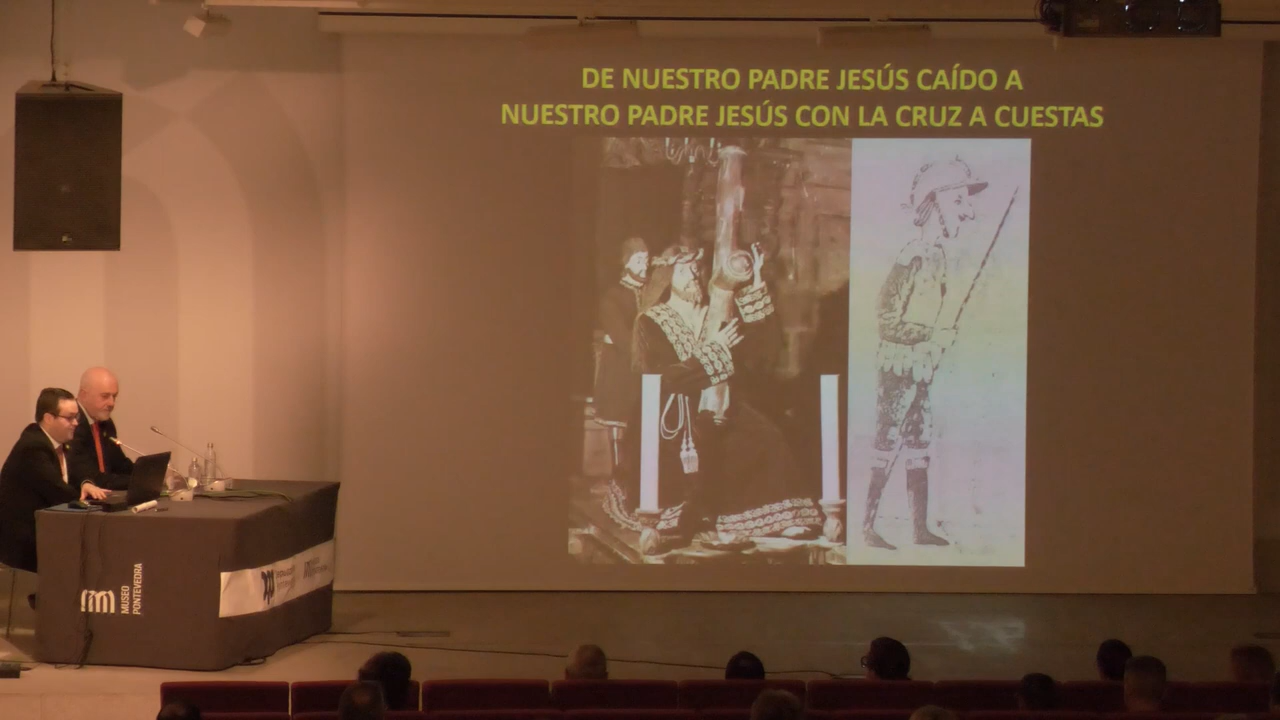 DE NUESTRO PADRE JESÚS CAÍDO A
NUESTRO PADRE JESÚS CON LA CRUZ A CUESTAS
MUSEO
PONTEVEDRA